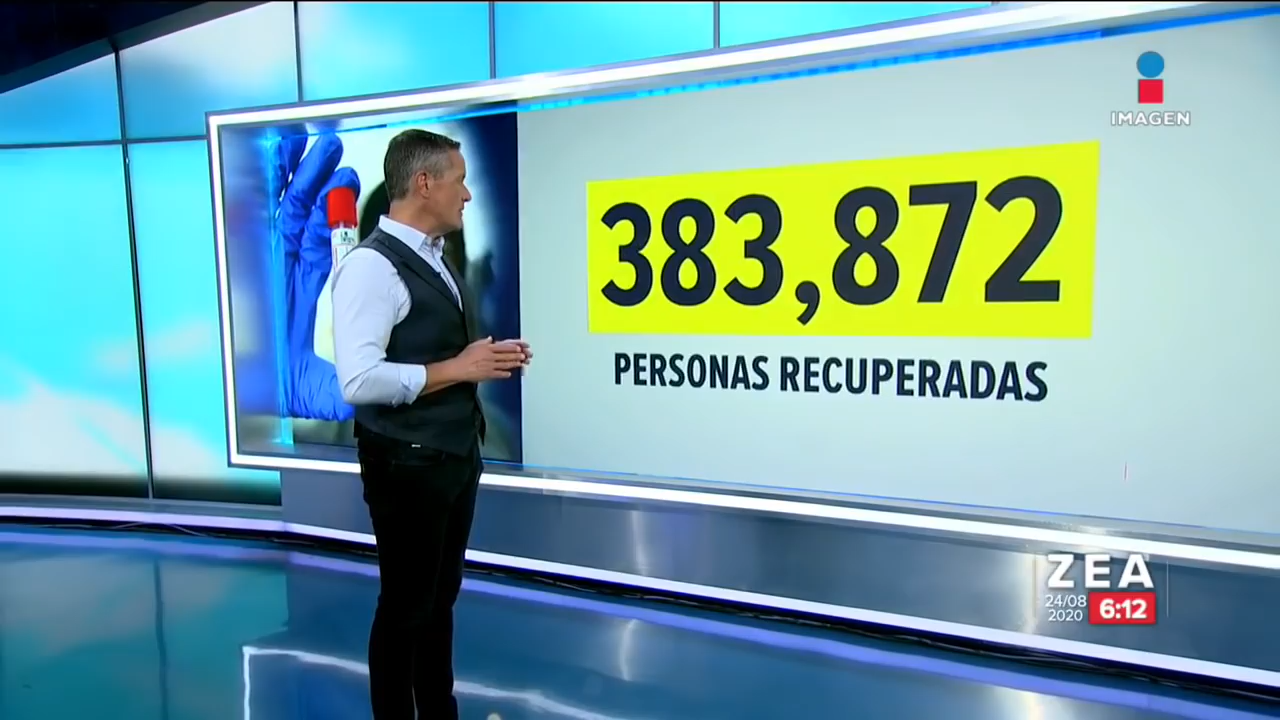 IMAGEN
383,872
PERSONAS RECUPERADAS
ZEA
24/08
2020
6:12